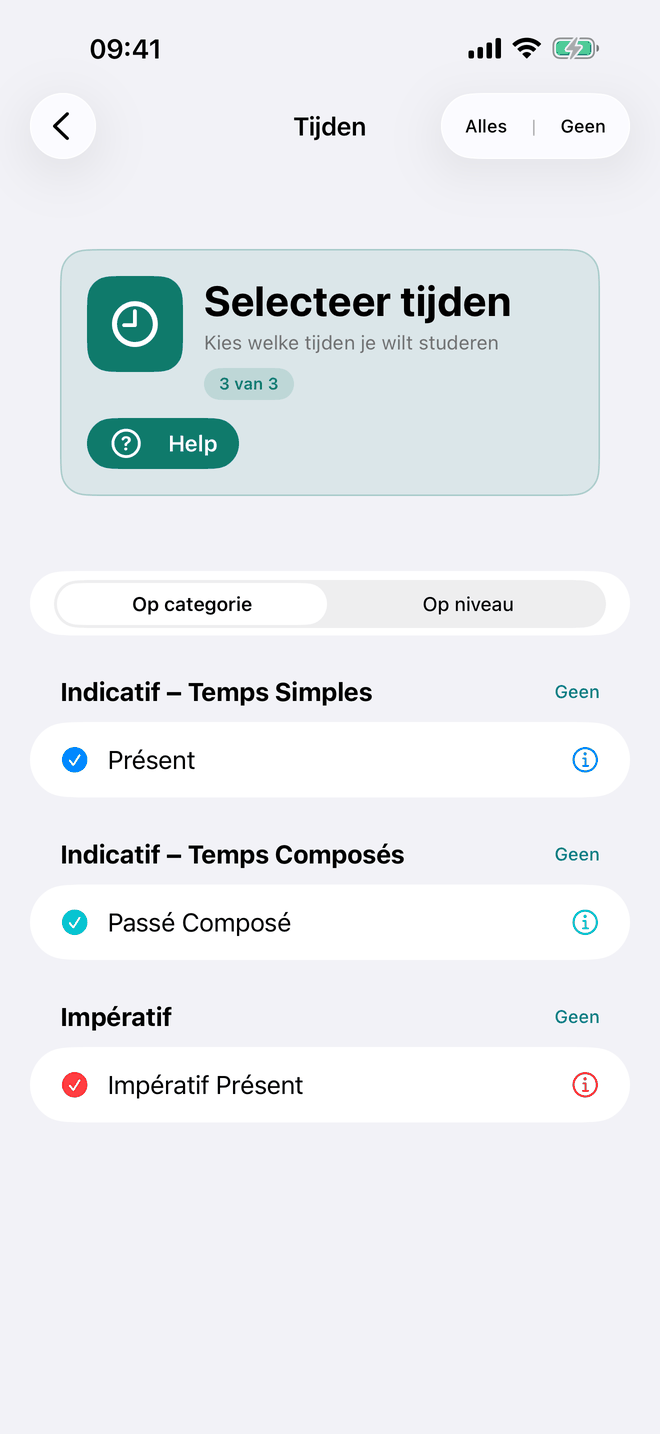 09:41
Tijden
Alles | Geen
Selecteer tijden
Kies welke tijden je wilt studeren
3 van 3
Help
Op categorie
Op niveau
Indicatif – Temps Simples
Geen
Présent
Indicatif – Temps Composés
Geen
Passé Composé
Impératif
Geen
Impératif Présent